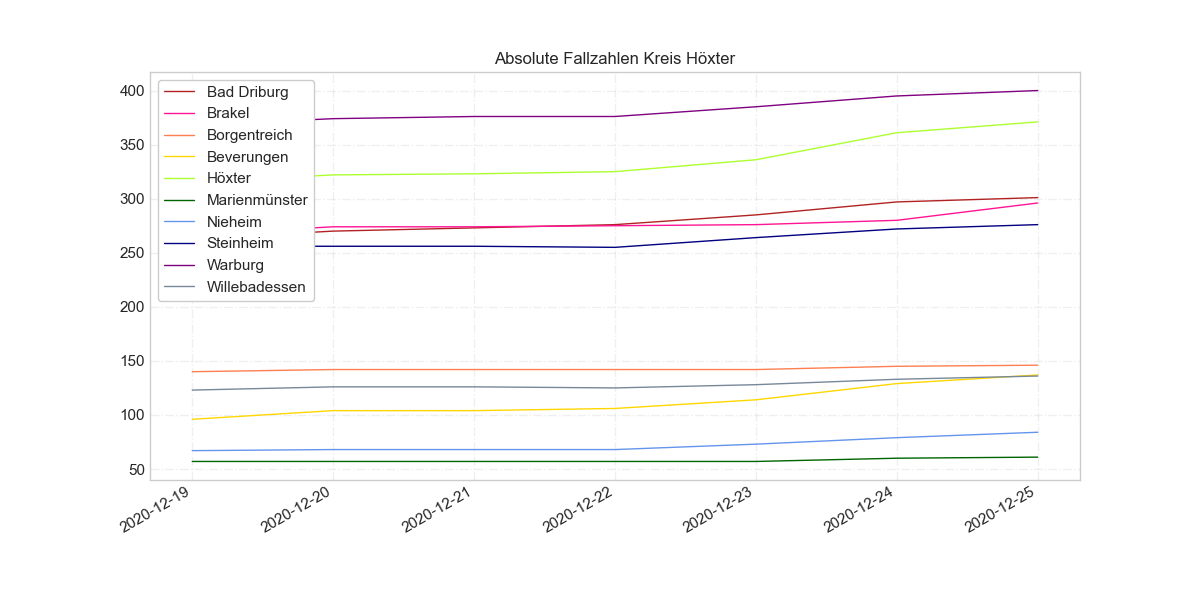 Absolute Fallzahlen Kreis Höxter
Bad Driburg
Brakel
Borgentreich
Beverungen
Höxter
Marienmünster
Nieheim
Steinheim
Warburg
Willebadessen
400
350
300
250
200
150
100
50
2020-12-19
2020-12-20
2020-12-21
2020-12-22
2020-12-23
2020-12-24
2020-12-25